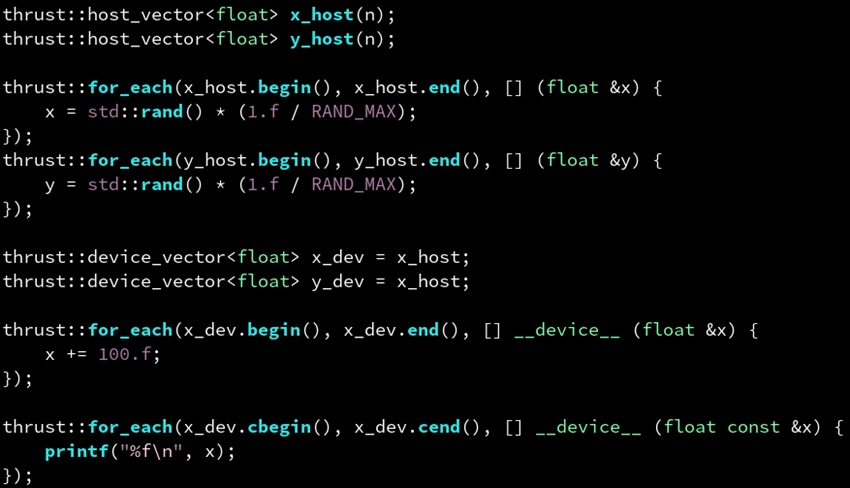 thrust::host_vector<float> x_host(n);
thrust::host_vector<float> y_host(n);
thrust::for_each(x_host.begin(), x_host.end(), [] (float &x) {
    x = std::rand() * (1.f / RAND_MAX);
});
thrust::for_each(y_host.begin(), y_host.end(), [] (float &y) {
    y = std::rand() * (1.f / RAND_MAX);
});
thrust::device_vector<float> x_dev = x_host;
thrust::device_vector<float> y_dev = x_host;
thrust::for_each(x_dev.begin(), x_dev.end(), [] __device__ (float &x) {
    x += 100.f;
});
thrust::for_each(x_dev.cbegin(), x_dev.cend(), [] __device__ (float const &x) {
    printf("%f\n", x);
});